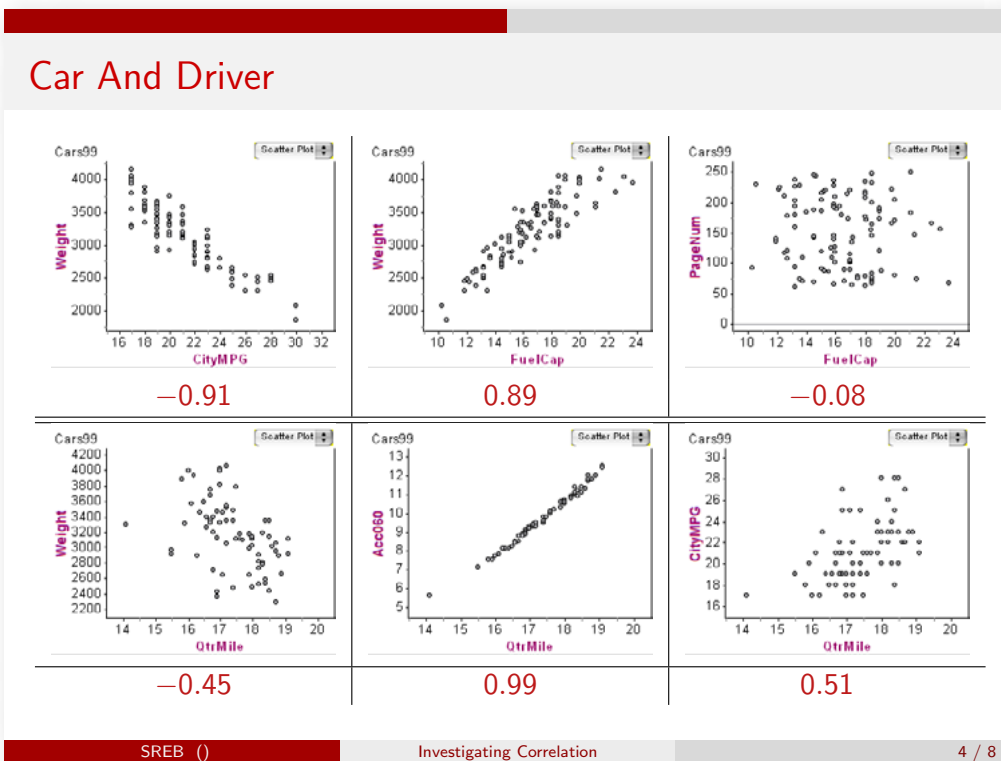 Car And Driver
Cars99 Scatter Plot
4000
3500
3000
2500
2000
Weight
16 18 20 22 24 26 28 30 32
CityMPG
−0.91
Cars99 Scatter Plot
4000
3500
3000
2500
2000
Weight
10 12 14 16 18 20 22 24
FuelCap
0.89
Cars99 Scatter Plot
250
200
150
100
50
0
PageNum
10 12 14 16 18 20 22 24
FuelCap
−0.08
Cars99 Scatter Plot
4200
4000
3800
3600
3400
3200
3000
2800
2600
2400
2200
Weight
14 15 16 17 18 19 20
QtrMile
−0.45
Cars99 Scatter Plot
13
12
11
10
9
8
7
6
5
Acc060
14 15 16 17 18 19 20
QtrMile
0.99
Cars99 Scatter Plot
30
28
24
22
18
16
CityMPG
14 15 16 17 18 19 20
QtrMile
0.51
SREB () Investigating Correlation 4 / 8